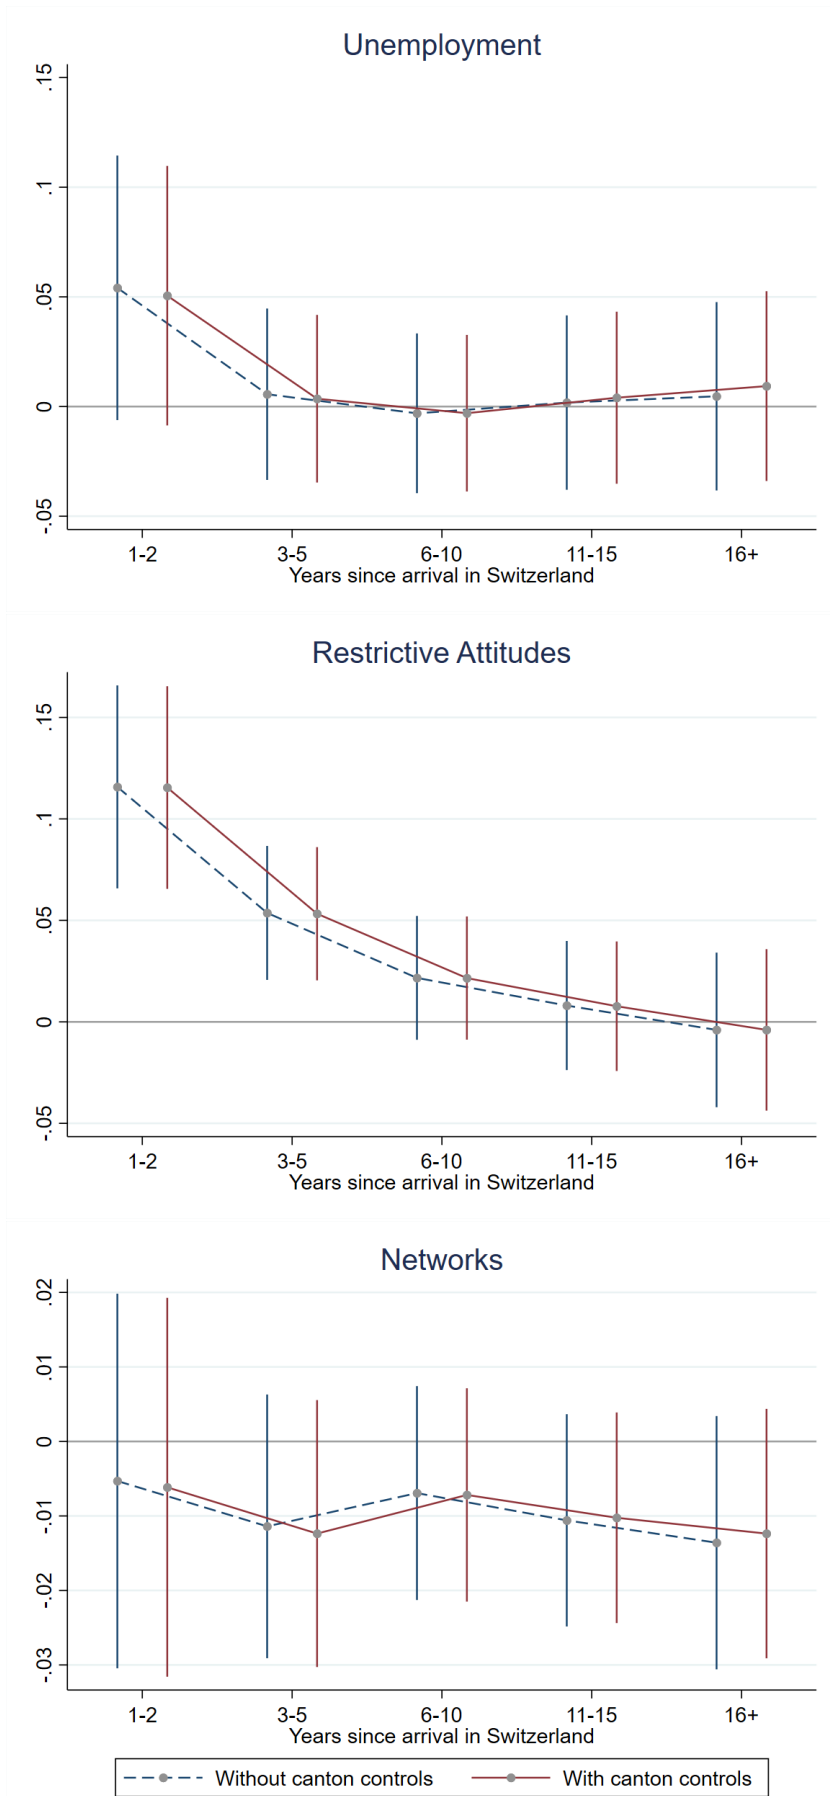 Unemployment
.15
.1
.05
0
-.05
1-2 3-5 6-10 11-15 16+
Years since arrival in Switzerland
Restrictive Attitudes
.15
.1
.05
0
-.05
1-2 3-5 6-10 11-15 16+
Years since arrival in Switzerland
Networks
.02
.01
0
-.01
-.02
-.03
1-2 3-5 6-10 11-15 16+
Years since arrival in Switzerland
Without canton controls With canton controls